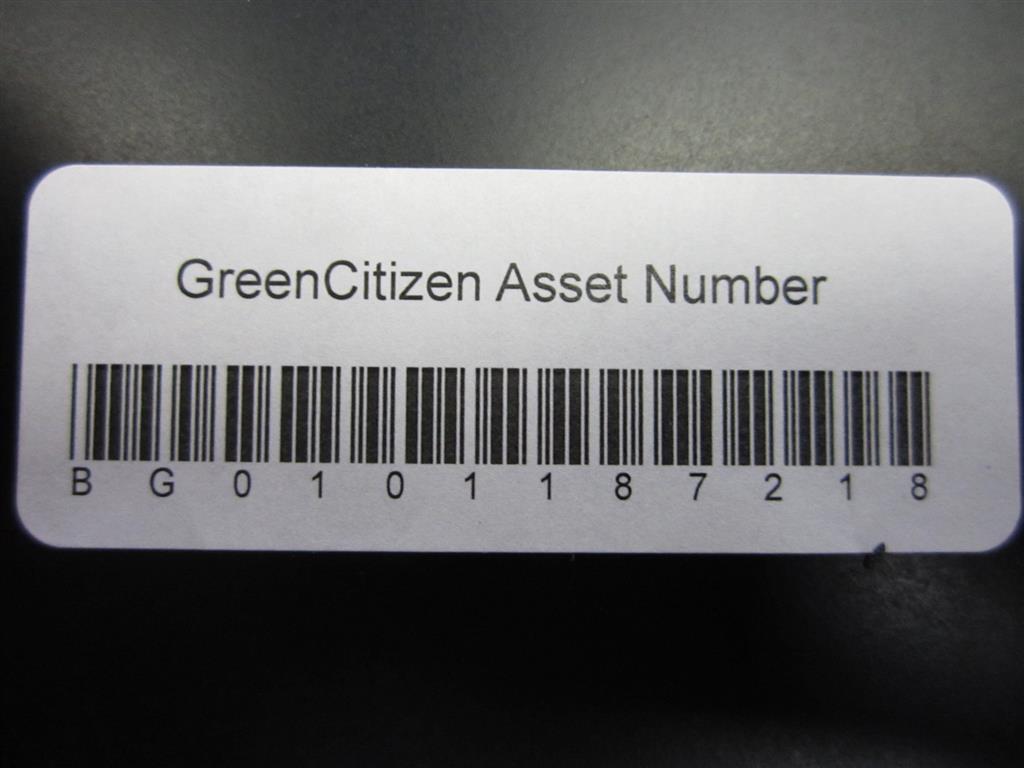 GreenCitizen Asset Number
B G 0 1 0 1 1 8 7 2 1 8